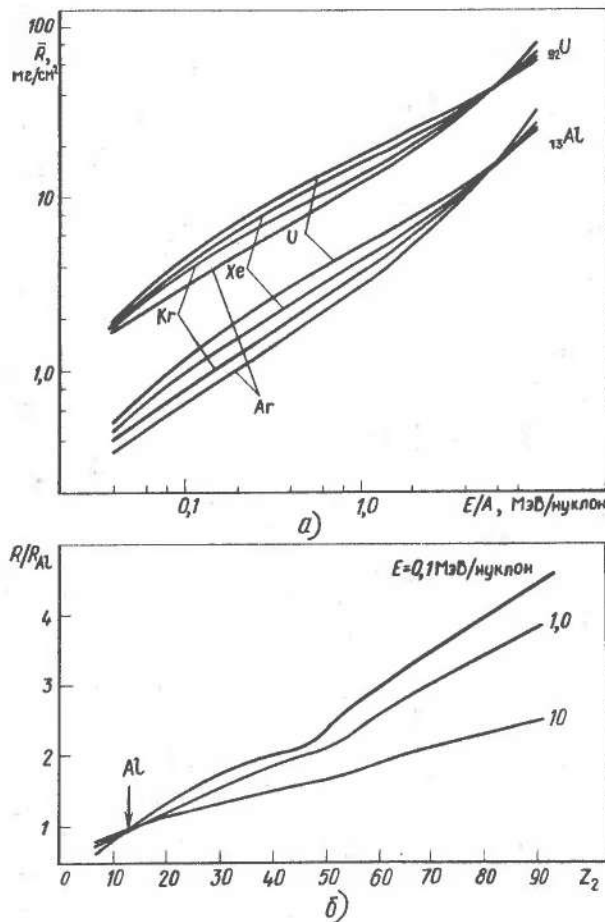 100
R̄,
мг/см²
₉₂U
₁₃Al
10
U
Xe
Kr
1,0
Ar
0,1
1,0
E/A, МэВ/нуклон
а)
R/R_Al
E=0,1 МэВ/нуклон
4
1,0
3
10
2
Al
1
0
10
20
30
40
50
60
70
80
90
Z₂
б)